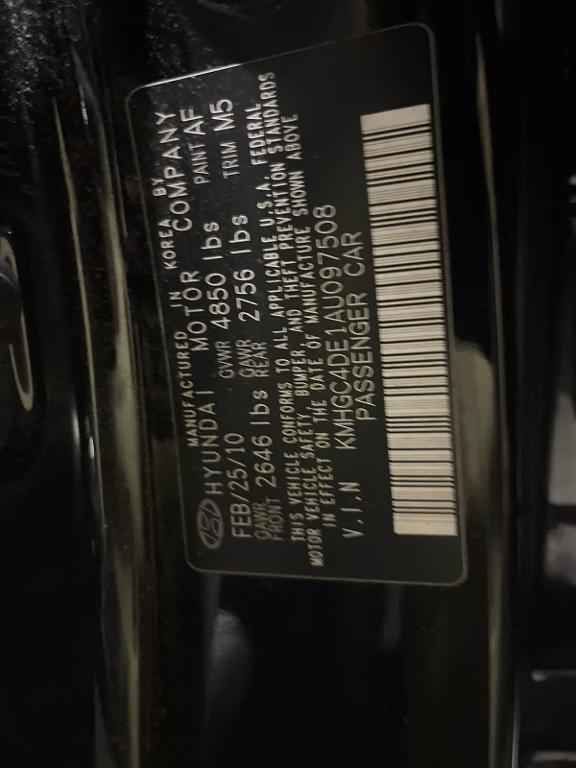 MANUFACTURED IN KOREA BY
HYUNDAI MOTOR COMPANY
FEB/25/10 GVWR 4850 lbs PAINT AF
GAWR FRONT 2646 lbs GAWR REAR 2756 lbs TRIM M5
THIS VEHICLE CONFORMS TO ALL APPLICABLE U.S.A. FEDERAL
MOTOR VEHICLE SAFETY, BUMPER, AND THEFT PREVENTION STANDARDS
IN EFFECT ON THE DATE OF MANUFACTURE SHOWN ABOVE
V.I.N KMHGC4DE1AU097508
PASSENGER CAR